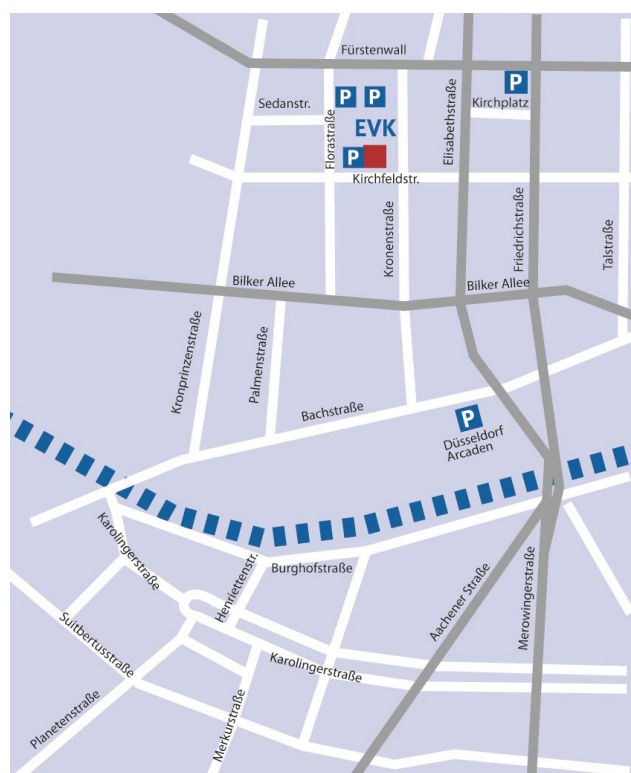 Fürstenwall
P
P
P
Sedanstr.
Kirchplatz
EVK
P
Florastraße
Elisabethstraße
Kirchfeldstr.
Kronenstraße
Friedrichstraße
Talstraße
Bilker Allee
Bilker Allee
Kronprinzenstraße
Palmenstraße
Bachstraße
P
Düsseldorf
Arcaden
Karolingerstraße
Henriettenstr.
Burghofstraße
Aachener Straße
Merowingerstraße
Suitbertusstraße
Karolingerstraße
Planetenstraße
Merkurstraße